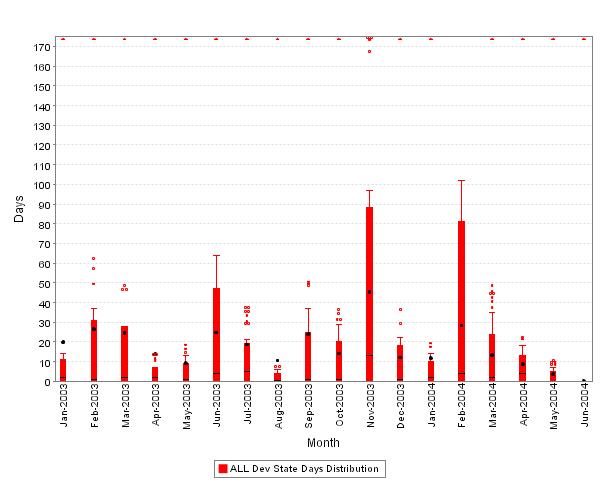 170
160
150
140
130
120
110
100
90
80
70
60
50
40
30
20
10
0
Days
Jan-2003
Feb-2003
Mar-2003
Apr-2003
May-2003
Jun-2003
Jul-2003
Aug-2003
Sep-2003
Oct-2003
Nov-2003
Dec-2003
Jan-2004
Feb-2004
Mar-2004
Apr-2004
May-2004
Jun-2004
Month
ALL Dev State Days Distribution